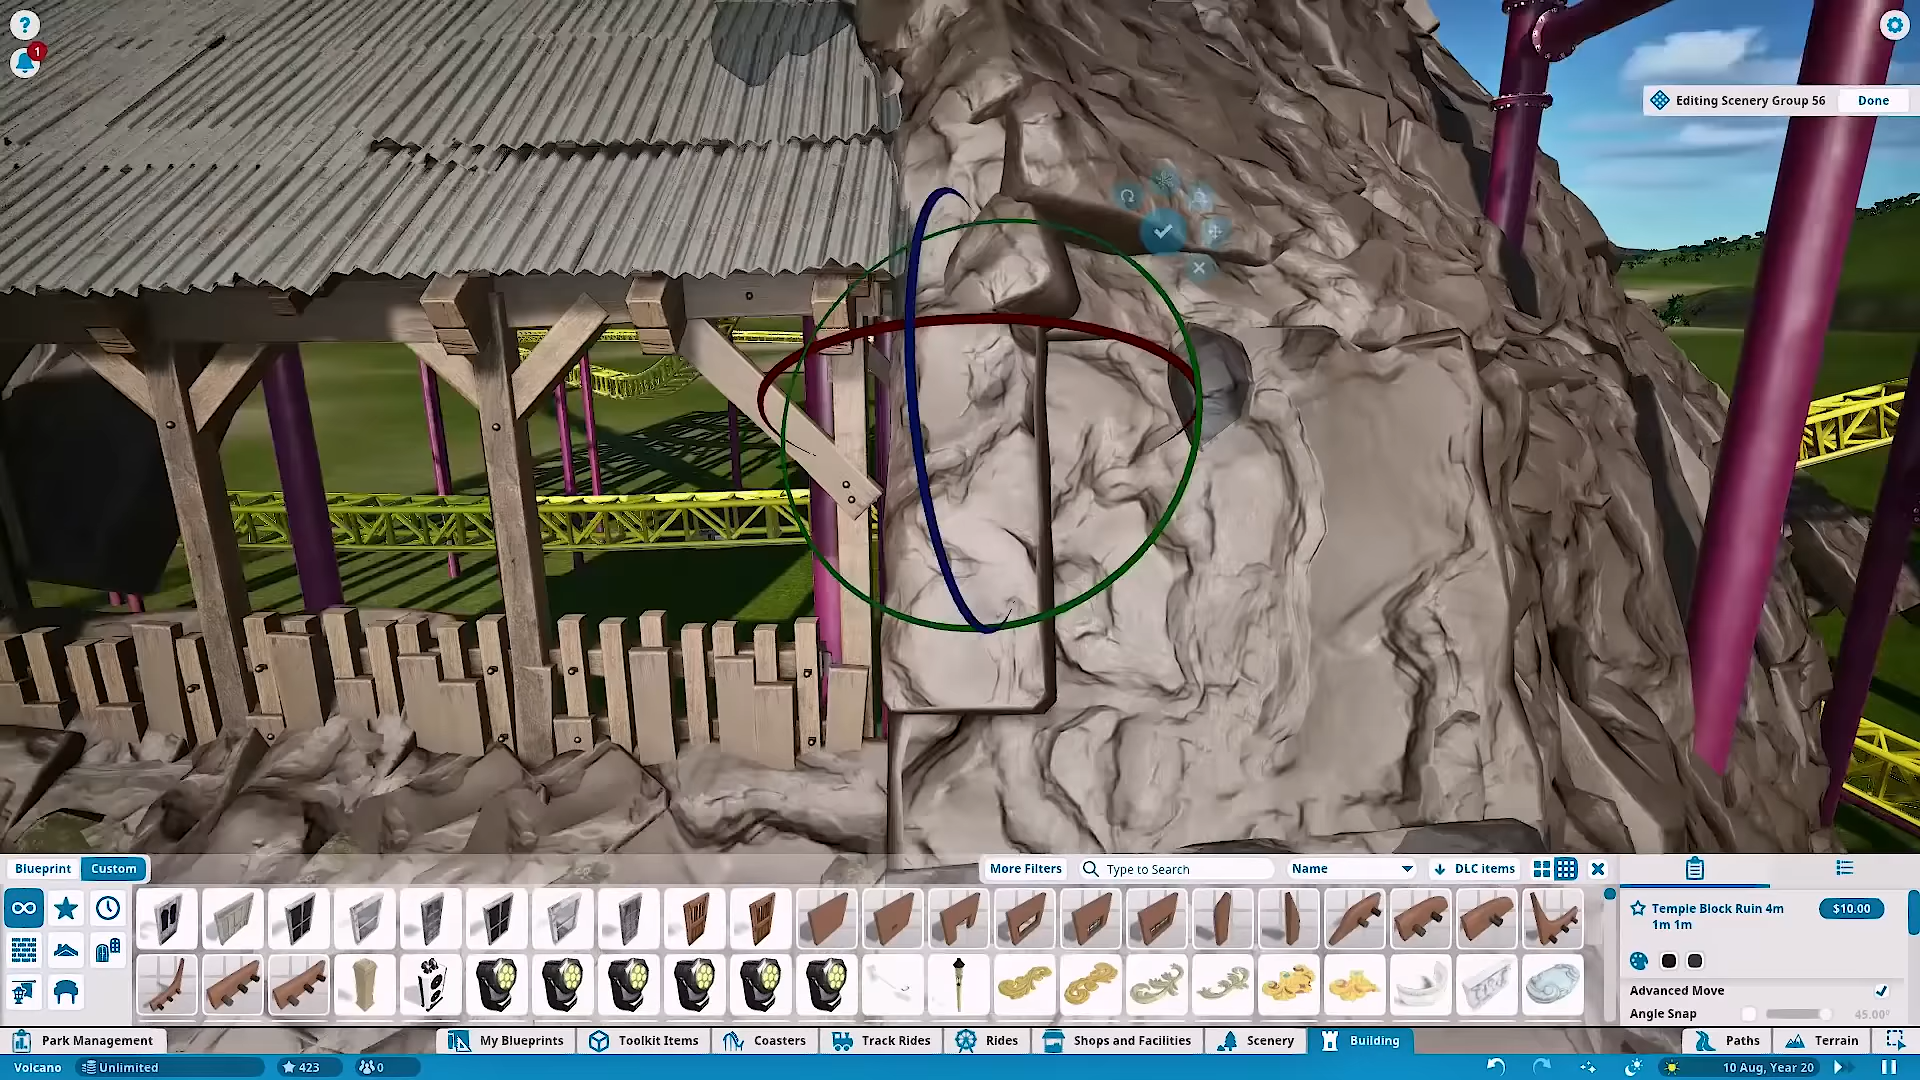 ?
1
Editing Scenery Group 56
Done
Blueprint
Custom
More Filters
Type to Search
Name
DLC items
Temple Block Ruin 4m
1m 1m
$10.00
Advanced Move
Angle Snap
45.00°
Park Management
My Blueprints
Toolkit Items
Coasters
Track Rides
Rides
Shops and Facilities
Scenery
Building
Paths
Terrain
Volcano
Unlimited
423
0
10 Aug, Year 20